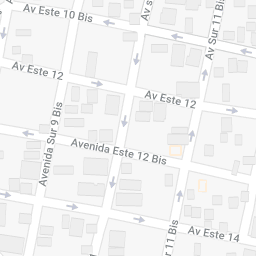 Av Este 10 Bis
Av s
Av Sur 11 Bis
Av Este 12
Av Este 12
Avenida Sur 9 Bis
Avenida Este 12 Bis
ur 11 Bis
Av Este 14